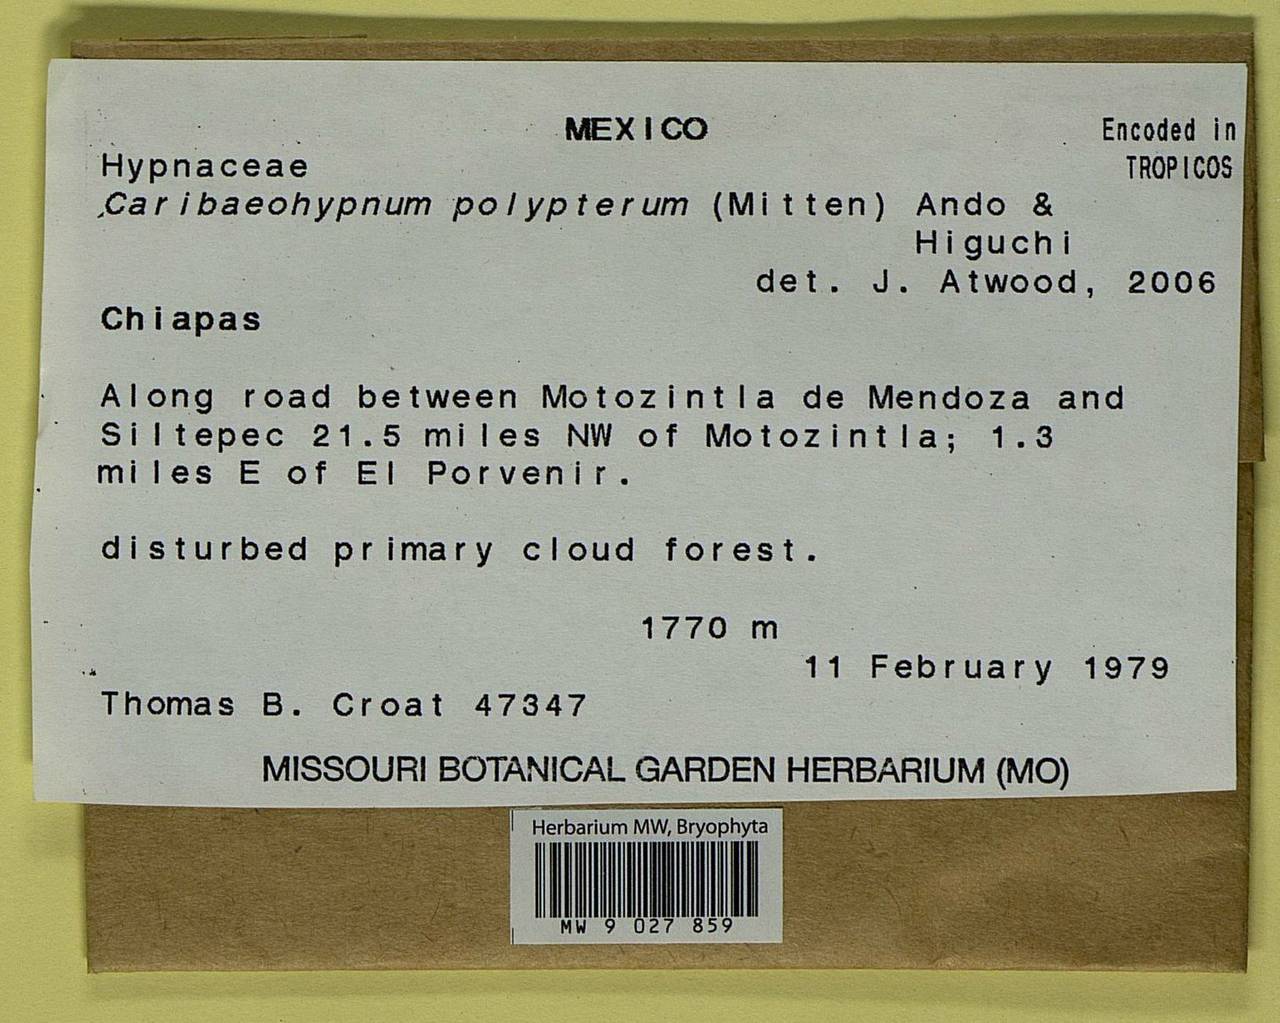 MEXICO
Encoded in
TROPICOS
Hypnaceae
Caribaeohypnum polypterum (Mitten) Ando &
Higuchi
det. J. Atwood, 2006
Chiapas
Along road between Motozintla de Mendoza and
Siltepec 21.5 miles NW of Motozintla; 1.3
miles E of El Porvenir.
disturbed primary cloud forest.
1770 m
11 February 1979
Thomas B. Croat 47347
MISSOURI BOTANICAL GARDEN HERBARIUM (MO)
Herbarium MW, Bryophyta
MW 9 027 859